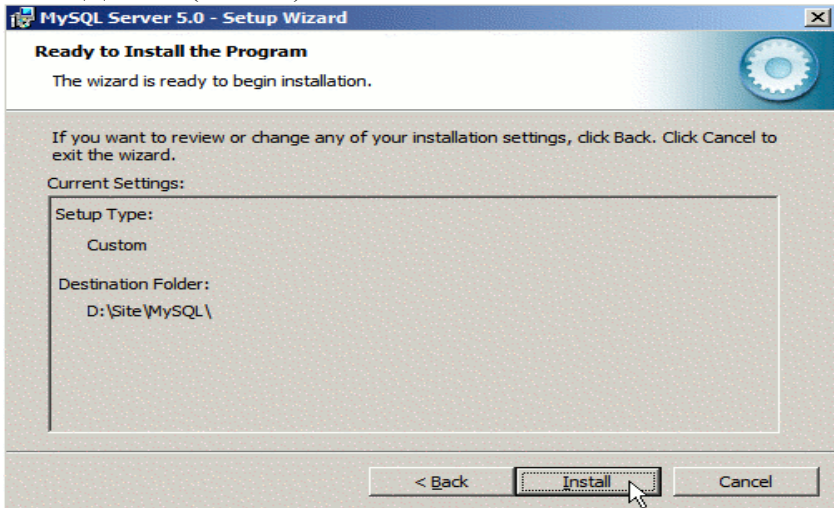 MySQL Server 5.0 - Setup Wizard
Ready to Install the Program
The wizard is ready to begin installation.
If you want to review or change any of your installation settings, click Back. Click Cancel to
exit the wizard.
Current Settings:
Setup Type:
Custom
Destination Folder:
D:\Site\MySQL\
< Back
Install
Cancel